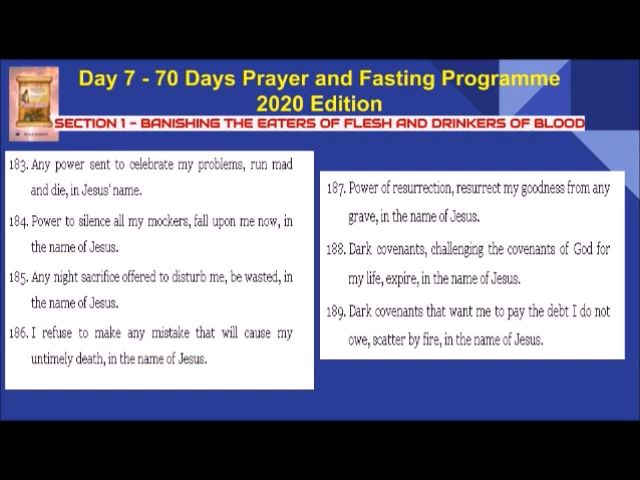 Day 7 - 70 Days Prayer and Fasting Programme
2020 Edition
SECTION 1 - BANISHING THE EATERS OF FLESH AND DRINKERS OF BLOOD
183. Any power sent to celebrate my problems, run mad
and die, in Jesus' name.
184. Power to silence all my mockers, fall upon me now, in
the name of Jesus.
185. Any night sacrifice offered to disturb me, be wasted, in
the name of Jesus.
186. I refuse to make any mistake that will cause my
untimely death, in the name of Jesus.
187. Power of resurrection, resurrect my goodness from any
grave, in the name of Jesus.
188. Dark covenants, challenging the covenants of God for
my life, expire, in the name of Jesus.
189. Dark covenants that want me to pay the debt I do not
owe, scatter by fire, in the name of Jesus.